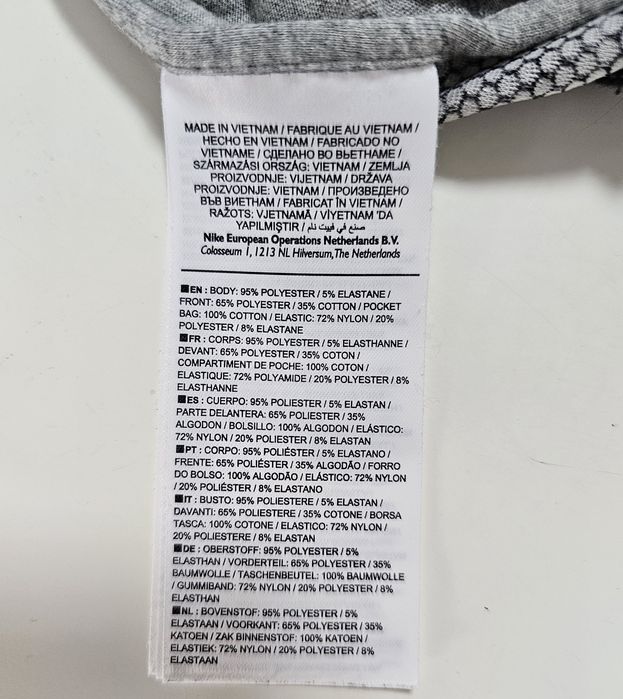 MADE IN VIETNAM / FABRIQUE AU VIETNAM /
HECHO EN VIETNAM / FABRICADO NO
VIETNAME / СДЕЛАНО ВО ВЬЕТНАМЕ /
SZÁRMAZÁSI ORSZÁG: VIETNAM / ZEMLJA
PROIZVODNJE: VIJETNAM / DRŽAVA
PROIZVODNJE: VIETNAM / ПРОИЗВЕДЕНО
ВЪВ ВИЕТНАМ / FABRICAT ÎN VIETNAM /
RAŽOTS: VJETNAMĀ / VİYETNAM 'DA
YAPILMIŞTIR / صنع في فييت نام
Nike European Operations Netherlands B.V.
Colosseum 1, 1213 NL Hilversum, The Netherlands
■EN : BODY: 95% POLYESTER / 5% ELASTANE /
FRONT: 65% POLYESTER / 35% COTTON / POCKET
BAG: 100% COTTON / ELASTIC: 72% NYLON / 20%
POLYESTER / 8% ELASTANE
■FR : CORPS: 95% POLYESTER / 5% ELASTHANNE /
DEVANT: 65% POLYESTER / 35% COTON /
COMPARTIMENT DE POCHE: 100% COTON /
ELASTIQUE: 72% POLYAMIDE / 20% POLYESTER / 8%
ELASTHANNE
■ES : CUERPO: 95% POLIESTER / 5% ELASTAN /
PARTE DELANTERA: 65% POLIESTER / 35%
ALGODON / BOLSILLO: 100% ALGODON / ELÁSTICO:
72% NYLON / 20% POLIESTER / 8% ELASTAN
■PT : CORPO: 95% POLIÉSTER / 5% ELASTANO /
FRENTE: 65% POLIÉSTER / 35% ALGODÃO / FORRO
DO BOLSO: 100% ALGODÃO / ELÁSTICO: 72% NYLON
/ 20% POLIÉSTER / 8% ELASTANO
■IT : BUSTO: 95% POLIESTERE / 5% ELASTAN /
DAVANTI: 65% POLIESTERE / 35% COTONE / BORSA
TASCA: 100% COTONE / ELASTICO: 72% NYLON /
20% POLIESTERE / 8% ELASTAN
■DE : OBERSTOFF: 95% POLYESTER / 5%
ELASTHAN / VORDERTEIL: 65% POLYESTER / 35%
BAUMWOLLE / TASCHENBEUTEL: 100% BAUMWOLLE
/ GUMMIBAND: 72% NYLON / 20% POLYESTER / 8%
ELASTHAN
■NL : BOVENSTOF: 95% POLYESTER / 5%
ELASTAAN / VOORKANT: 65% POLYESTER / 35%
KATOEN / ZAK BINNENSTOF: 100% KATOEN /
ELASTIEK: 72% NYLON / 20% POLYESTER / 8%
ELASTAAN